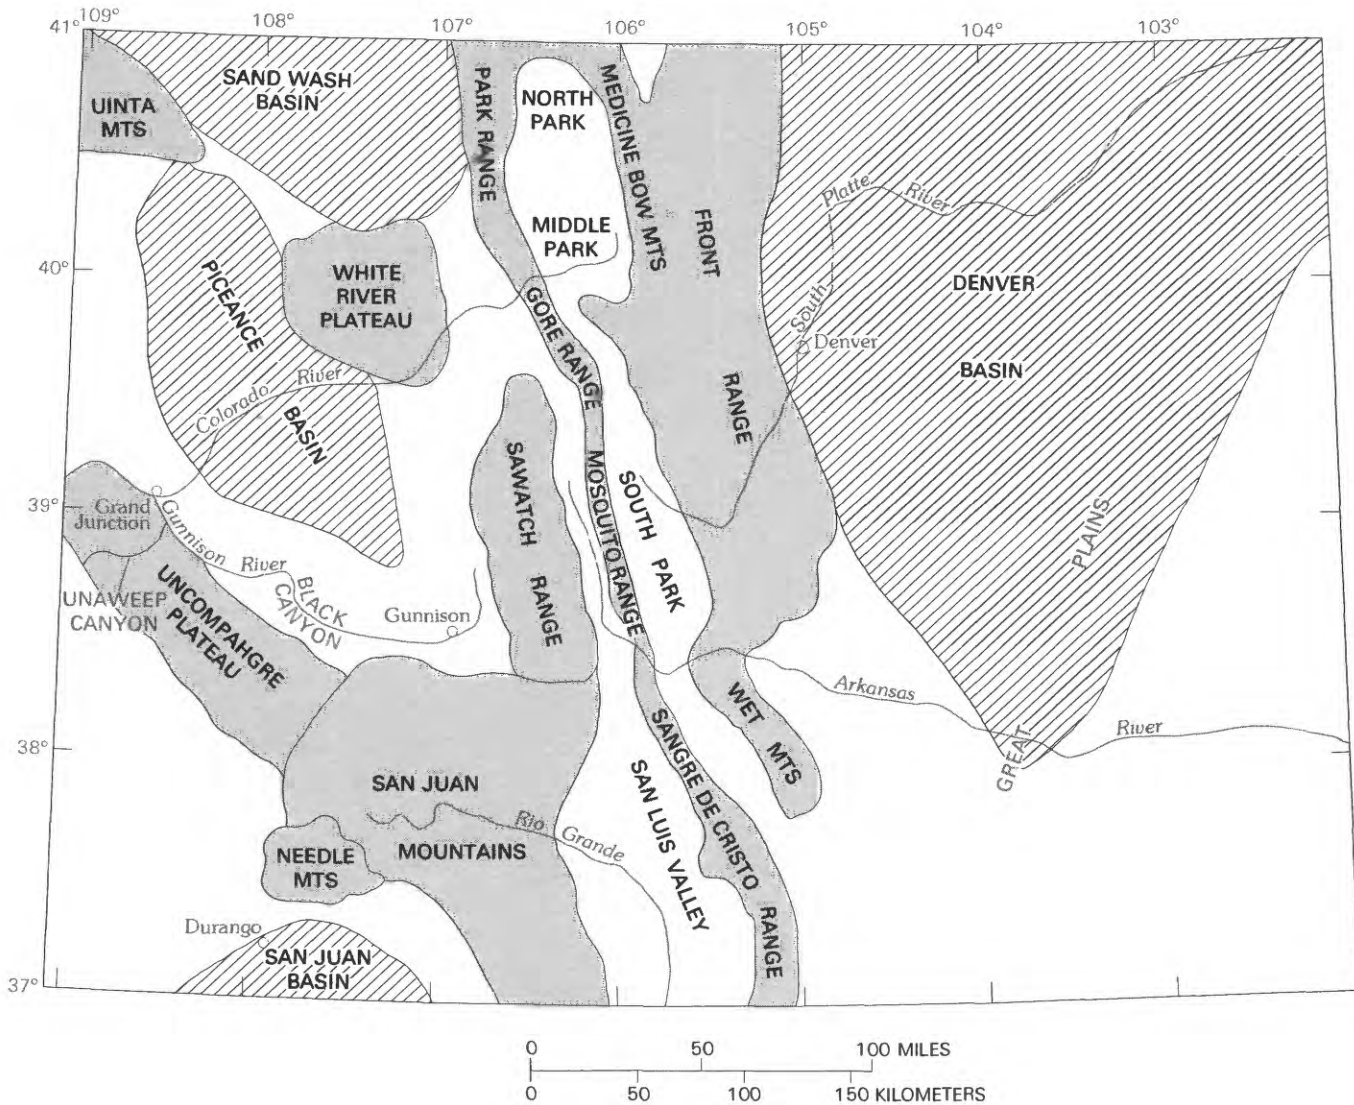 109°
108°
107°
106°
105°
104°
103°
41°
SAND WASH
BASIN
UINTA
MTS
PARK RANGE
NORTH
PARK
MEDICINE BOW MTS
FRONT
RANGE
MIDDLE
PARK
Platte
River
South
40°
PICEANCE
BASIN
WHITE
RIVER
PLATEAU
GORE RANGE
DENVER
BASIN
Denver
Colorado
River
SAWATCH
RANGE
MOSQUITO RANGE
SOUTH
PARK
39°
Grand
Junction
Gunnison
River
BLACK
CANYON
Gunnison
UNAWEEP
CANYON
UNCOMPAHGRE
PLATEAU
GREAT
PLAINS
WET
MTS
Arkansas
River
38°
SAN JUAN
MOUNTAINS
SANGRE DE CRISTO
RANGE
SAN LUIS VALLEY
Rio
Grande
NEEDLE
MTS
Durango
SAN JUAN
BASIN
37°
0
50
100 MILES
0
50
100
150 KILOMETERS